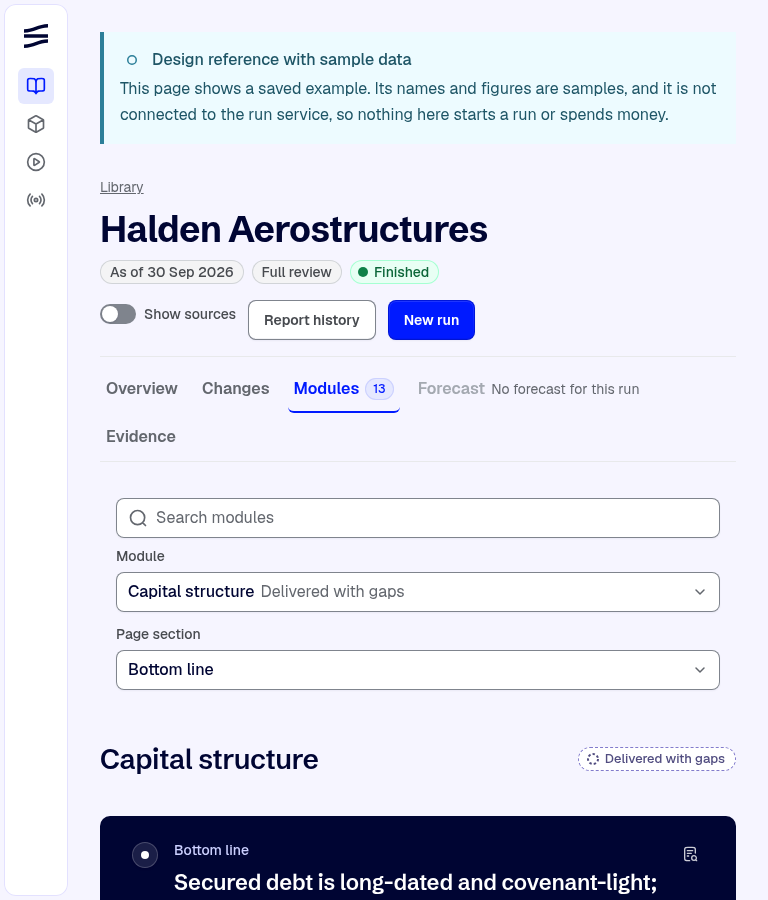 Design reference with sample data
This page shows a saved example. Its names and figures are samples, and it is not
connected to the run service, so nothing here starts a run or spends money.
Library
Halden Aerostructures
As of 30 Sep 2026 Full review Finished
Show sources Report history New run
Overview Changes Modules 13 Forecast No forecast for this run
Evidence
Search modules
Module
Capital structure Delivered with gaps
Page section
Bottom line
Capital structure Delivered with gaps
Bottom line
Secured debt is long-dated and covenant-light;